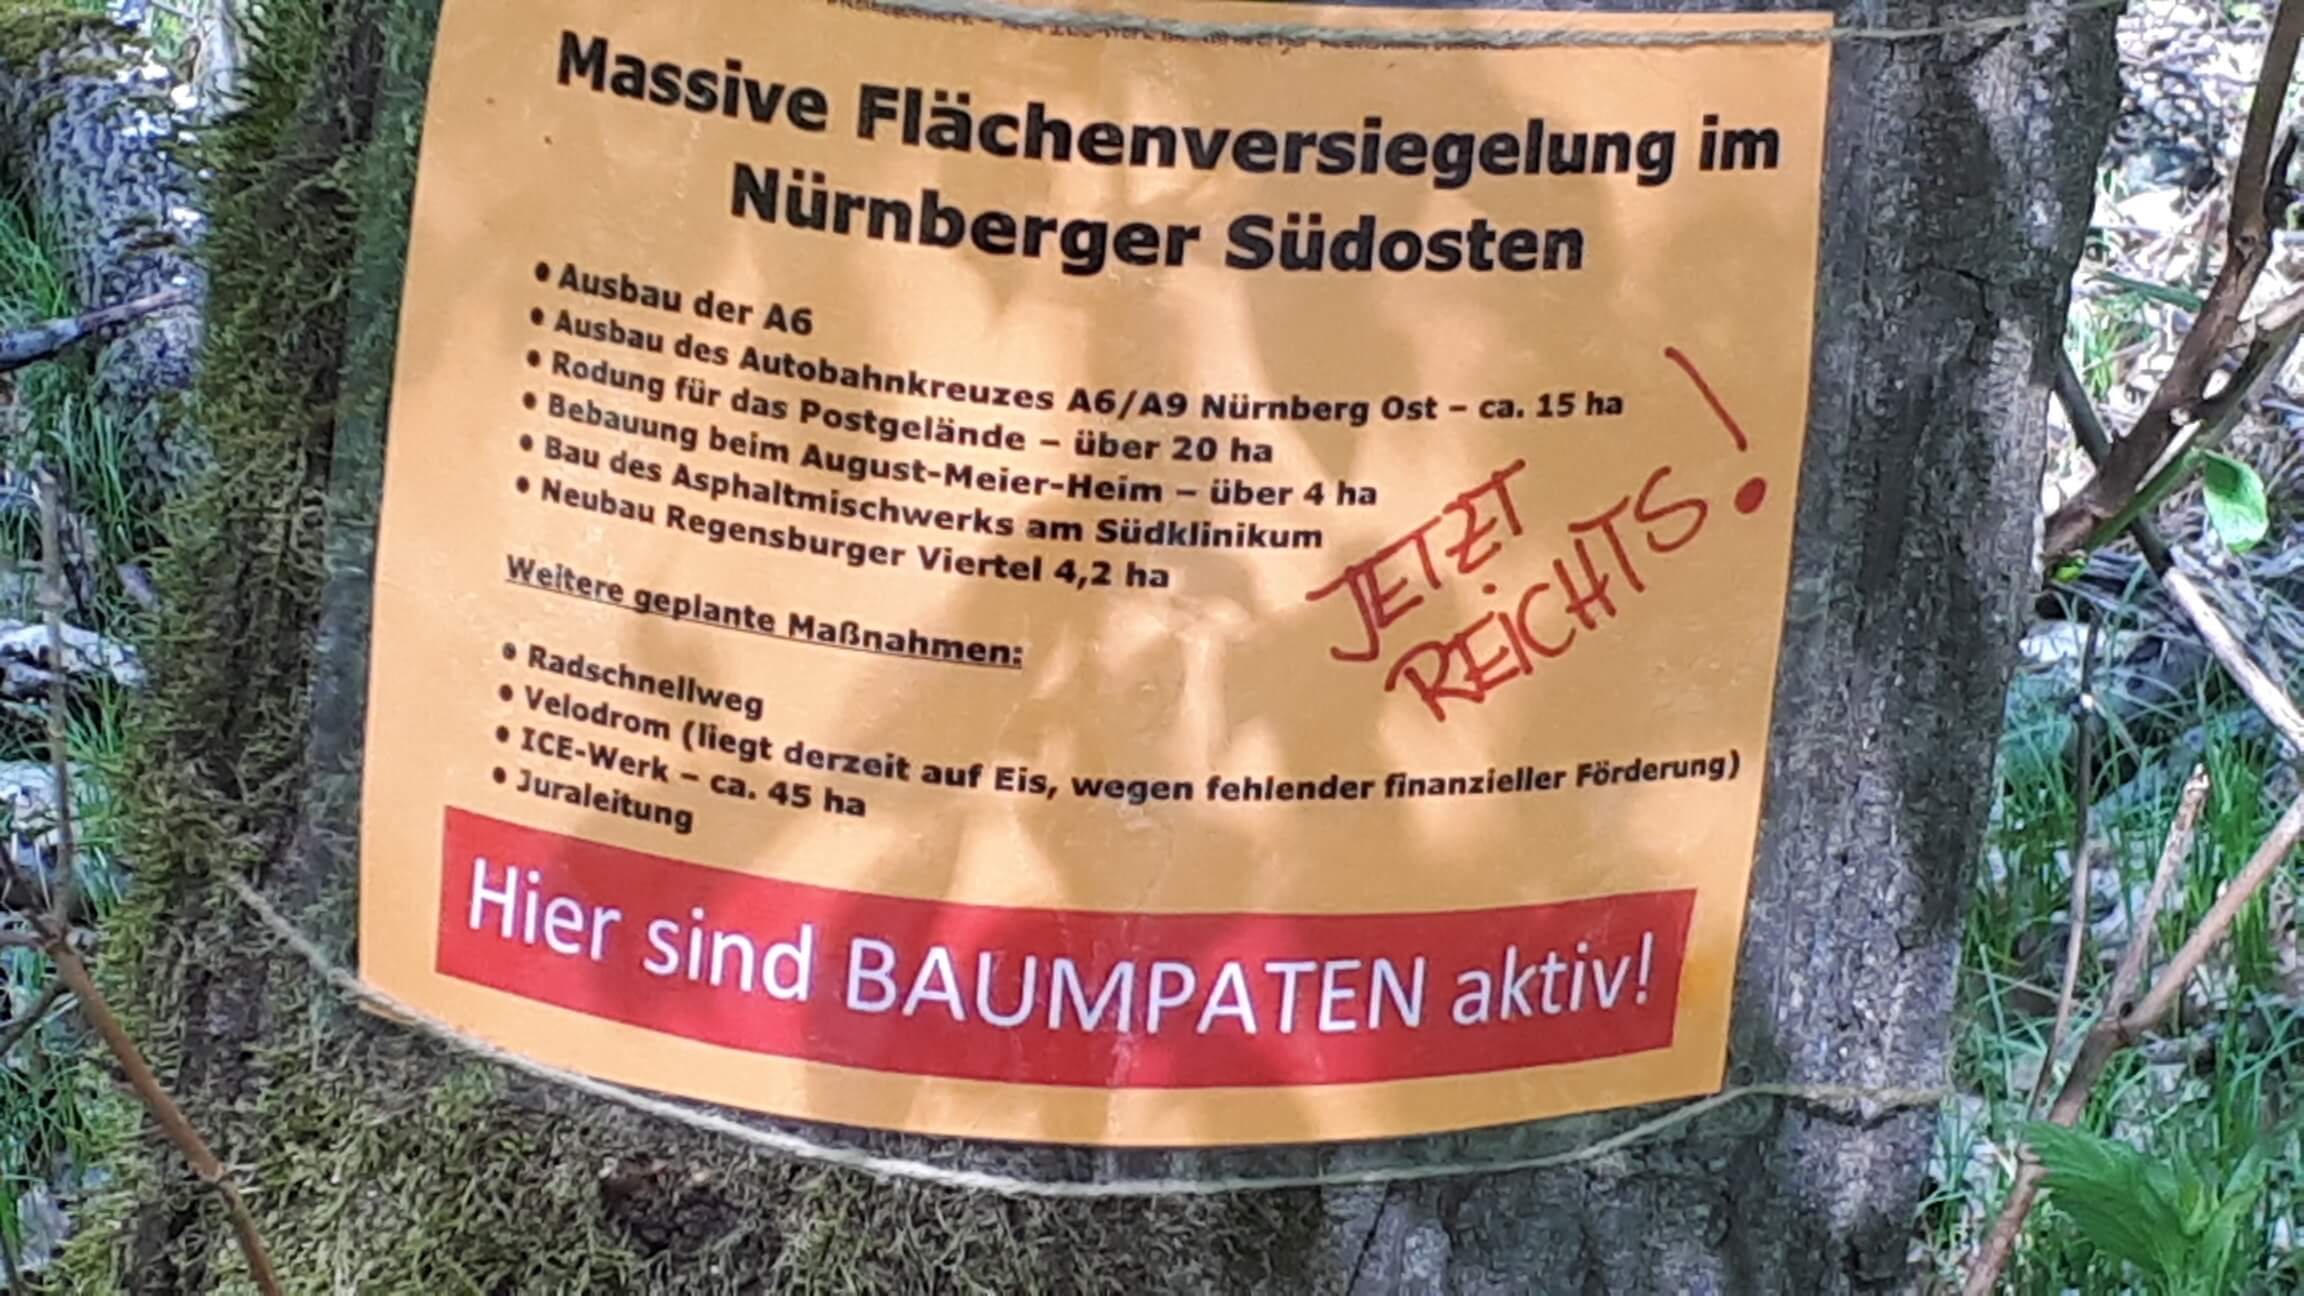 Massive Flächenversiegelung im
Nürnberger Südosten
• Ausbau der A6
• Ausbau des Autobahnkreuzes A6/A9 Nürnberg Ost – ca. 15 ha
• Rodung für das Postgelände – über 20 ha
• Bebauung beim August-Meier-Heim – über 4 ha
• Bau des Asphaltmischwerks am Südklinikum
• Neubau Regensburger Viertel 4,2 ha
JETZT
REICHTS!
Weitere geplante Maßnahmen:
• Radschnellweg
• Velodrom (liegt derzeit auf Eis, wegen fehlender finanzieller Förderung)
• ICE-Werk – ca. 45 ha
• Juraleitung
Hier sind BAUMPATEN aktiv!